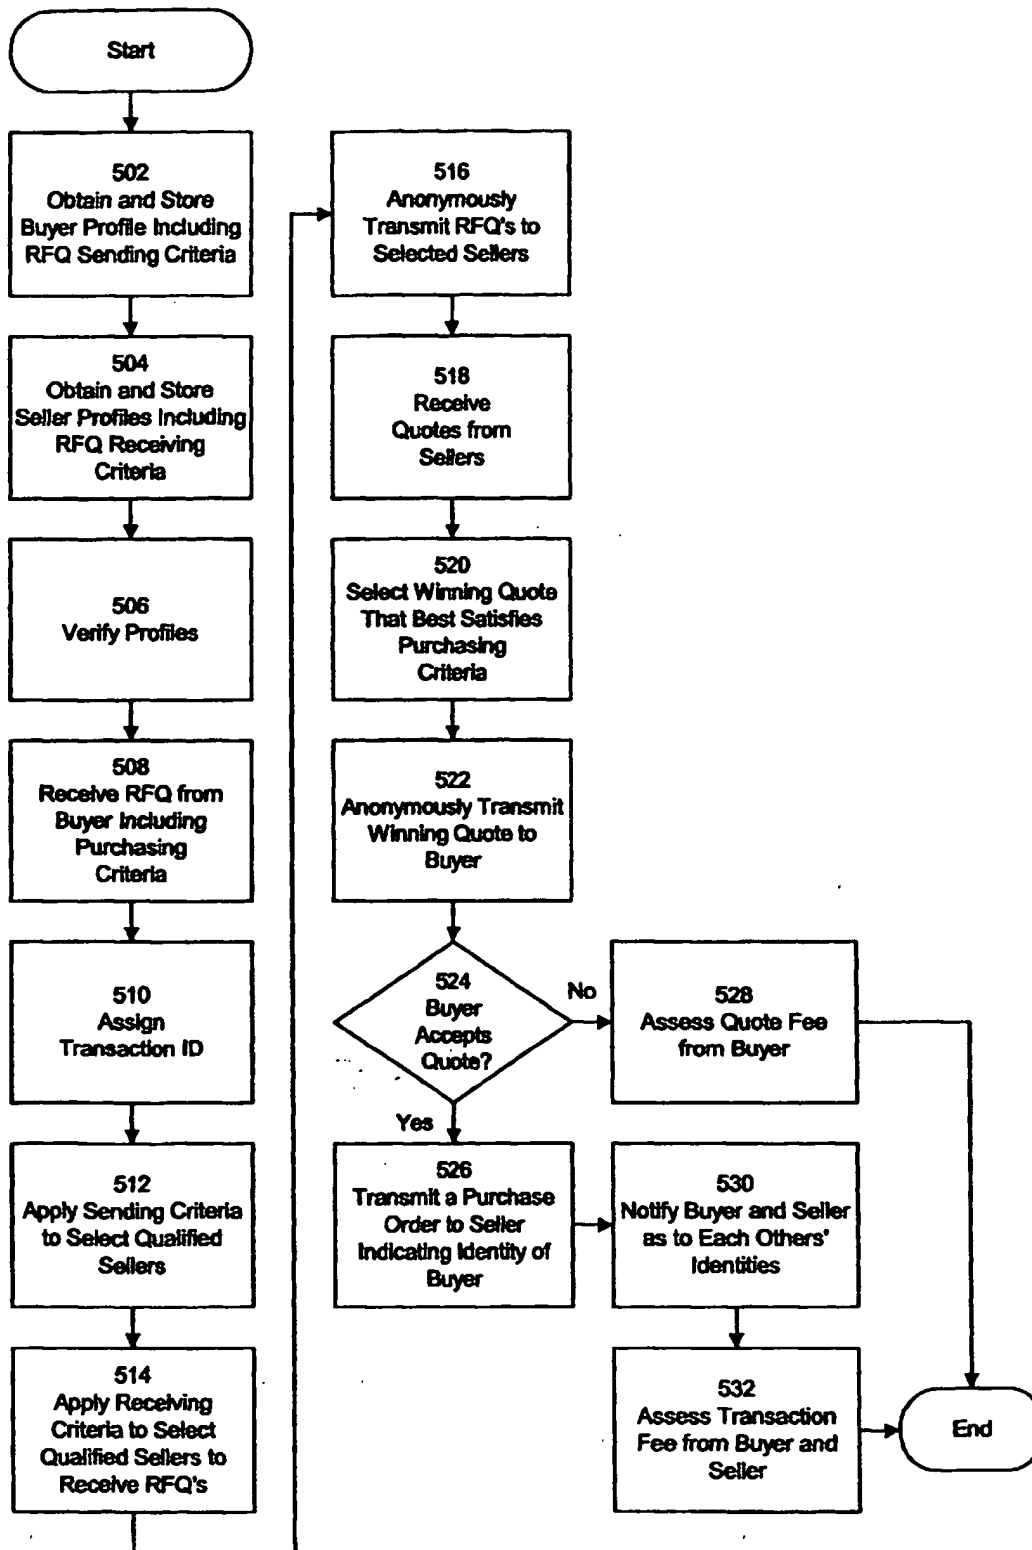 Start
502
Obtain and Store
Buyer Profile Including
RFQ Sending Criteria
504
Obtain and Store
Seller Profiles Including
RFQ Receiving
Criteria
506
Verify Profiles
508
Receive RFQ from
Buyer Including
Purchasing
Criteria
510
Assign
Transaction ID
512
Apply Sending Criteria
to Select Qualified
Sellers
514
Apply Receiving
Criteria to Select
Qualified Sellers to
Receive RFQ's
516
Anonymously
Transmit RFQ's to
Selected Sellers
518
Receive
Quotes from
Sellers
520
Select Winning Quote
That Best Satisfies
Purchasing
Criteria
522
Anonymously Transmit
Winning Quote to
Buyer
524
Buyer
Accepts
Quote?
No
Yes
528
Assess Quote Fee
from Buyer
526
Transmit a Purchase
Order to Seller
Indicating Identity of
Buyer
530
Notify Buyer and Seller
as to Each Others'
Identities
532
Assess Transaction
Fee from Buyer and
Seller
End